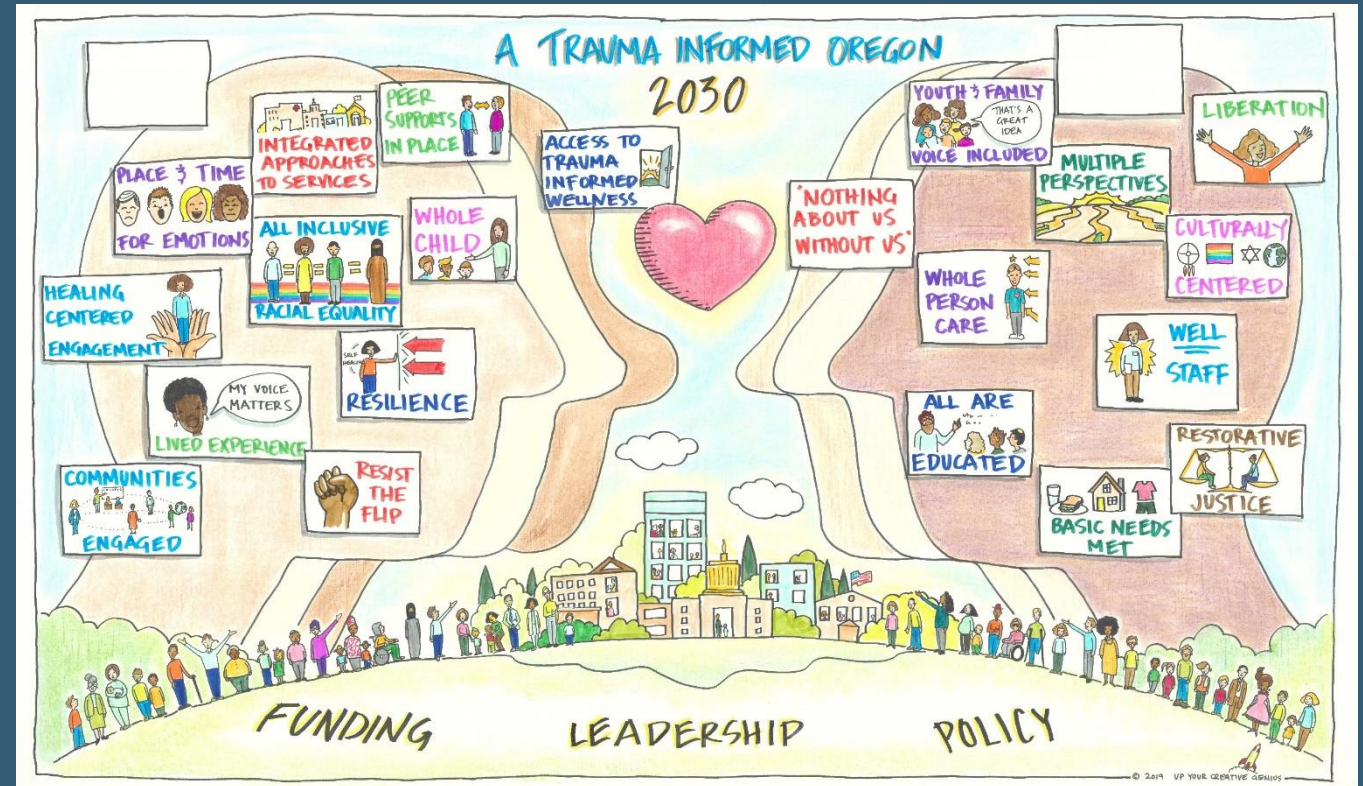 A TRAUMA INFORMED OREGON
2030
INTEGRATED
APPROACHES
TO SERVICES
PEER
SUPPORTS
IN PLACE
ACCESS TO
TRAUMA
INFORMED
WELLNESS
PLACE & TIME
FOR EMOTIONS
ALL INCLUSIVE
RACIAL EQUALITY
WHOLE
CHILD
HEALING
CENTERED
ENGAGEMENT
SELF
HEALING
RESILIENCE
MY VOICE
MATTERS
LIVED EXPERIENCE
COMMUNITIES
ENGAGED
RESIST
THE
FLIP
YOUTH & FAMILY
THAT'S A
GREAT
IDEA
VOICE INCLUDED
LIBERATION
MULTIPLE
PERSPECTIVES
"NOTHING
ABOUT US
WITHOUT US"
CULTURALLY
CENTERED
WHOLE
PERSON
CARE
WELL
STAFF
ALL ARE
EDUCATED
RESTORATIVE
JUSTICE
BASIC NEEDS
MET
FUNDING
LEADERSHIP
POLICY
© 2019 UP YOUR CREATIVE GENIUS